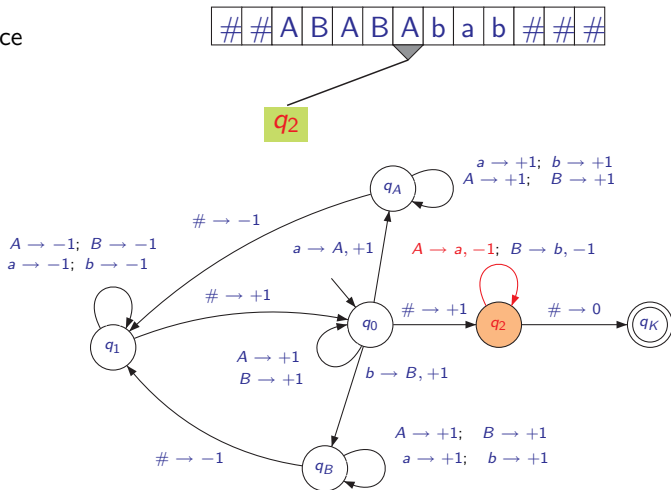 ce
# # A B A B A b a b # # #
q2
a → +1; b → +1
A → +1; B → +1
qA
# → −1
A → −1; B → −1
a → −1; b → −1
a → A, +1
A → a, −1; B → b, −1
# → +1
# → +1
# → 0
q1
q0
q2
qK
A → +1
B → +1
b → B, +1
A → +1; B → +1
a → +1; b → +1
# → −1
qB